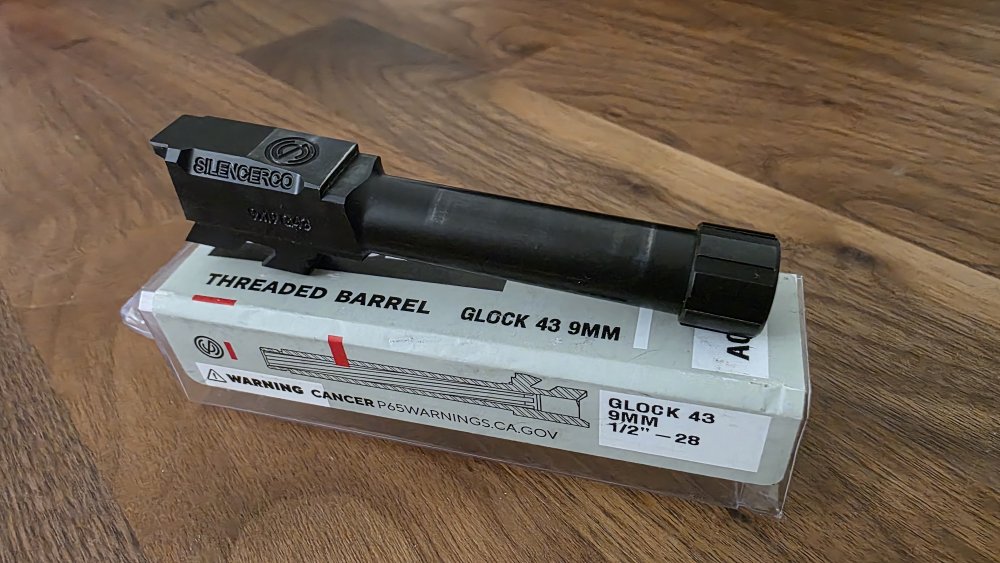 SILENCERCO
9X19 G43
THREADED BARREL
GLOCK 43 9MM
WARNING CANCER P65WARNINGS.CA.GOV
GLOCK 43
9MM
1/2" — 28